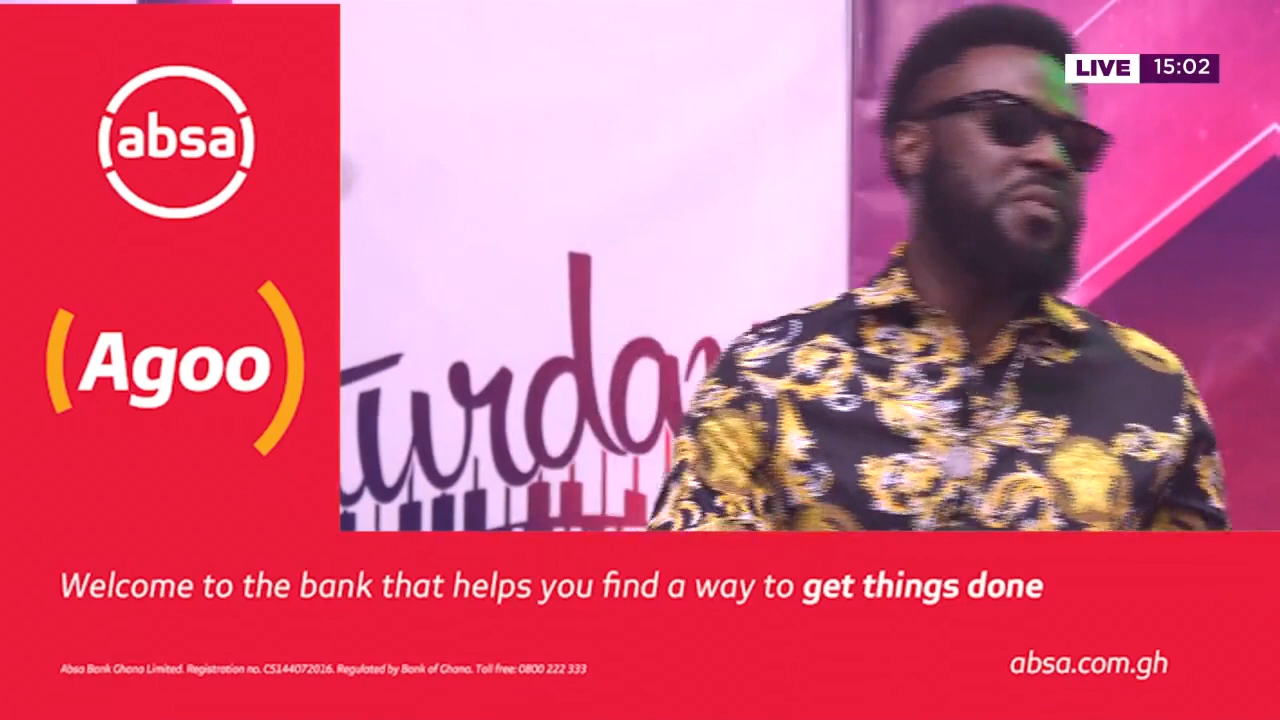 LIVE 15:02
absa
(Agoo)
turday
Welcome to the bank that helps you find a way to get things done
Absa Bank Ghana Limited. Registration no. CS144072016. Regulated by Bank of Ghana. Toll free: 0800 222 333
absa.com.gh